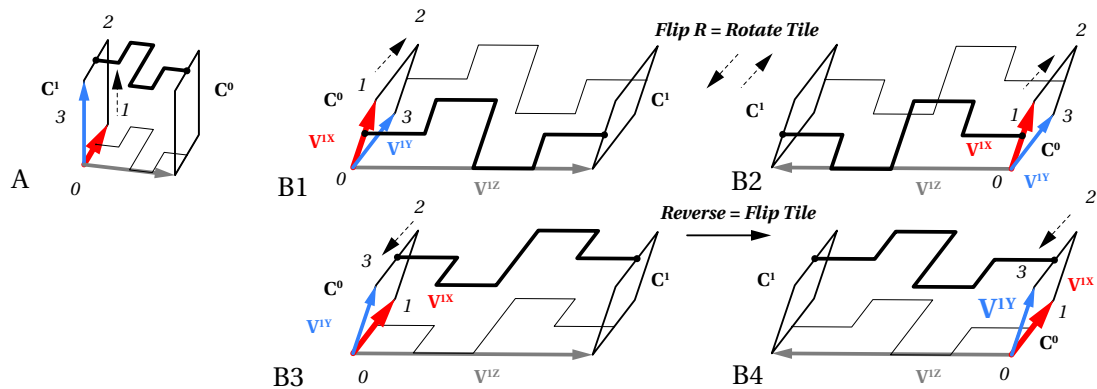 2
C¹
C⁰
3
1
0
A
Flip R = Rotate Tile
1
C⁰
3
V¹ˣ
V¹ʸ
C¹
0
V¹ᶻ
B1
2
C¹
1
3
V¹ˣ
C⁰
V¹ᶻ
0
V¹ʸ
B2
Reverse = Flip Tile
2
3
C⁰
V¹ˣ
1
V¹ʸ
C¹
0
V¹ᶻ
B3
2
C¹
3
V¹ˣ
V¹ʸ
1
C⁰
0
V¹ᶻ
B4